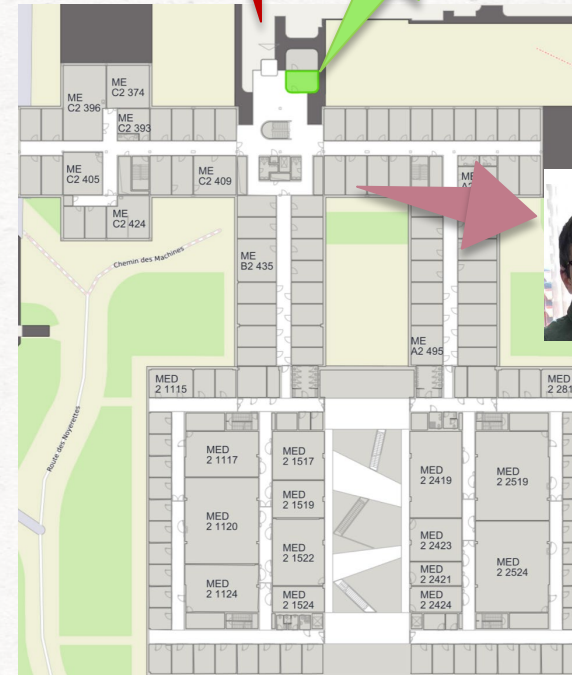 ME
C2 396
ME
C2 374
ME
C2 393
ME
C2 405
ME
C2 409
ME
C2 424
Chemin des Machines
ME
B2 435
ME
A2 495
MED
2 1115
MED
2 281
Route des Noyerettes
MED
2 1117
MED
2 1517
MED
2 2419
MED
2 2519
MED
2 1519
MED
2 1120
MED
2 1522
MED
2 2423
MED
2 2524
MED
2 2421
MED
2 1124
MED
2 1524
MED
2 2424